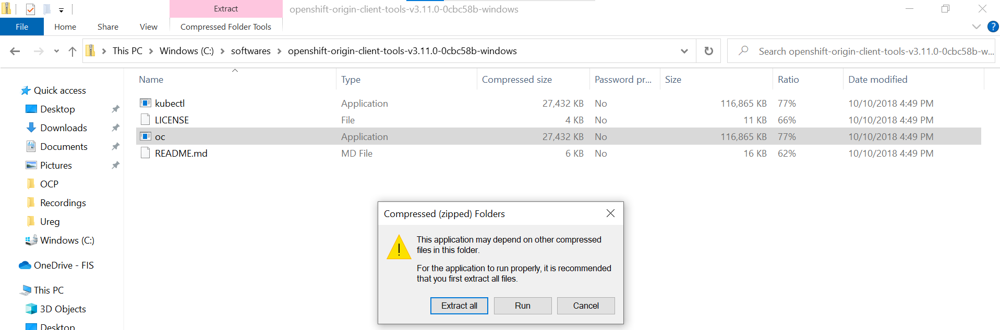 Extract
openshift-origin-client-tools-v3.11.0-0cbc58b-windows
File Home Share View Compressed Folder Tools
?
This PC Windows (C:) softwares openshift-origin-client-tools-v3.11.0-0cbc58b-windows
Search openshift-origin-client-tools-v3.11.0-0cbc58b-w...
Quick access
Desktop
Downloads
Documents
Pictures
OCP
Recordings
Ureg
Windows (C:)
OneDrive - FIS
This PC
3D Objects
Desktop
Name Type Compressed size Password pr... Size Ratio Date modified
kubectl Application 27,432 KB No 116,865 KB 77% 10/10/2018 4:49 PM
LICENSE File 4 KB No 11 KB 66% 10/10/2018 4:49 PM
oc Application 27,432 KB No 116,865 KB 77% 10/10/2018 4:49 PM
README.md MD File 6 KB No 16 KB 62% 10/10/2018 4:49 PM
Compressed (zipped) Folders
This application may depend on other compressed
files in this folder.
For the application to run properly, it is recommended
that you first extract all files.
Extract all Run Cancel